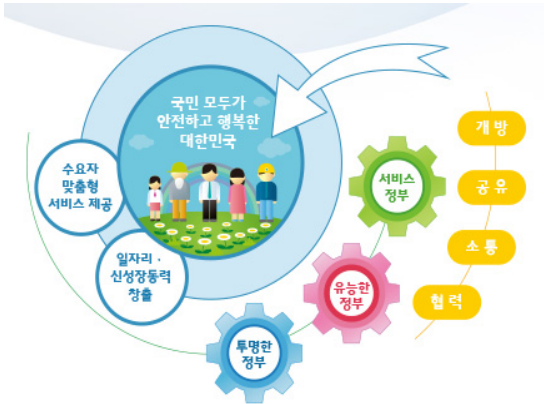 국민 모두가
안전하고 행복한
대한민국
수요자
맞춤형
서비스 제공
일자리·
신성장동력
창출
서비스
정부
유능한
정부
투명한
정부
개방
공유
소통
협력